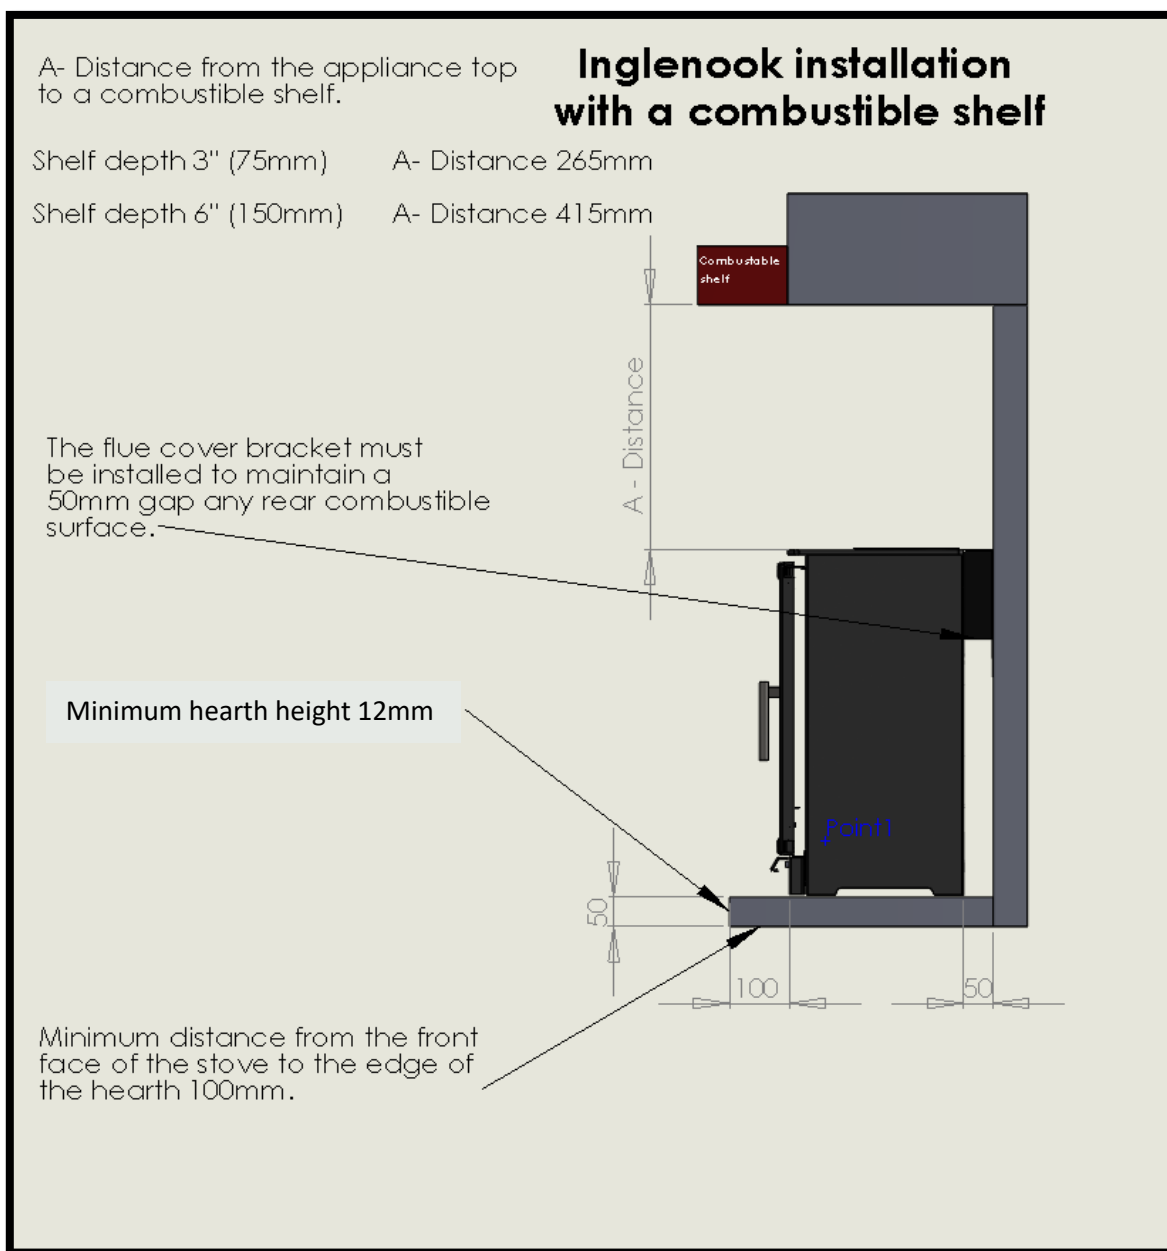 A- Distance from the appliance top
to a combustible shelf.
Inglenook installation
with a combustible shelf
Shelf depth 3" (75mm) A- Distance 265mm
Shelf depth 6" (150mm) A- Distance 415mm
Combustable
shelf
A - Distance
The flue cover bracket must
be installed to maintain a
50mm gap any rear combustible
surface.
Minimum hearth height 12mm
Point1
50
100
50
Minimum distance from the front
face of the stove to the edge of
the hearth 100mm.